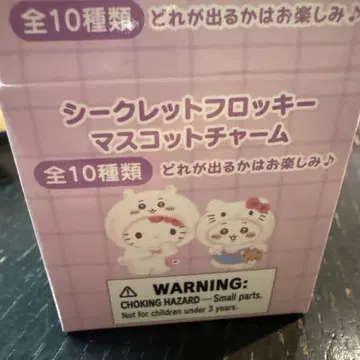 全10種類 どれが出るかはお楽しみ♪
シークレットフロッキー
マスコットチャーム
全10種類 どれが出るかはお楽しみ♪
WARNING:
CHOKING HAZARD — Small parts.
Not for children under 3 years.